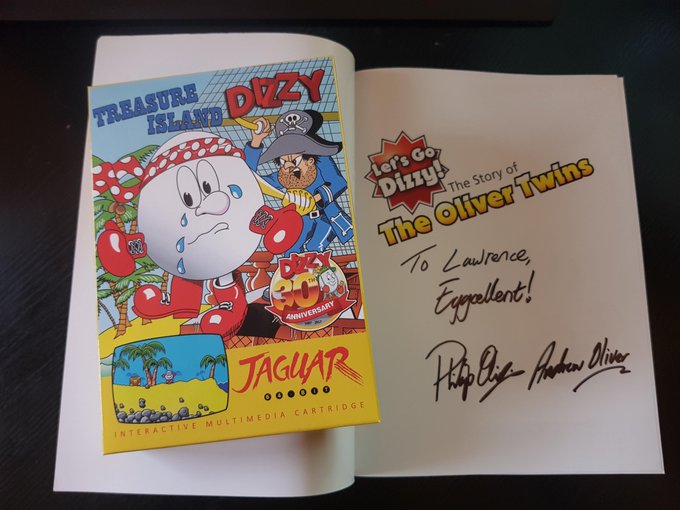 TREASURE
ISLAND DIZZY
DIZZY
30TH
ANNIVERSARY
JAGUAR
64-BIT
INTERACTIVE MULTIMEDIA CARTRIDGE
Let's Go
Dizzy!
The Story of
The Oliver Twins
To Lawrence,
Eggcellent!
Philip Oliver Andrew Oliver